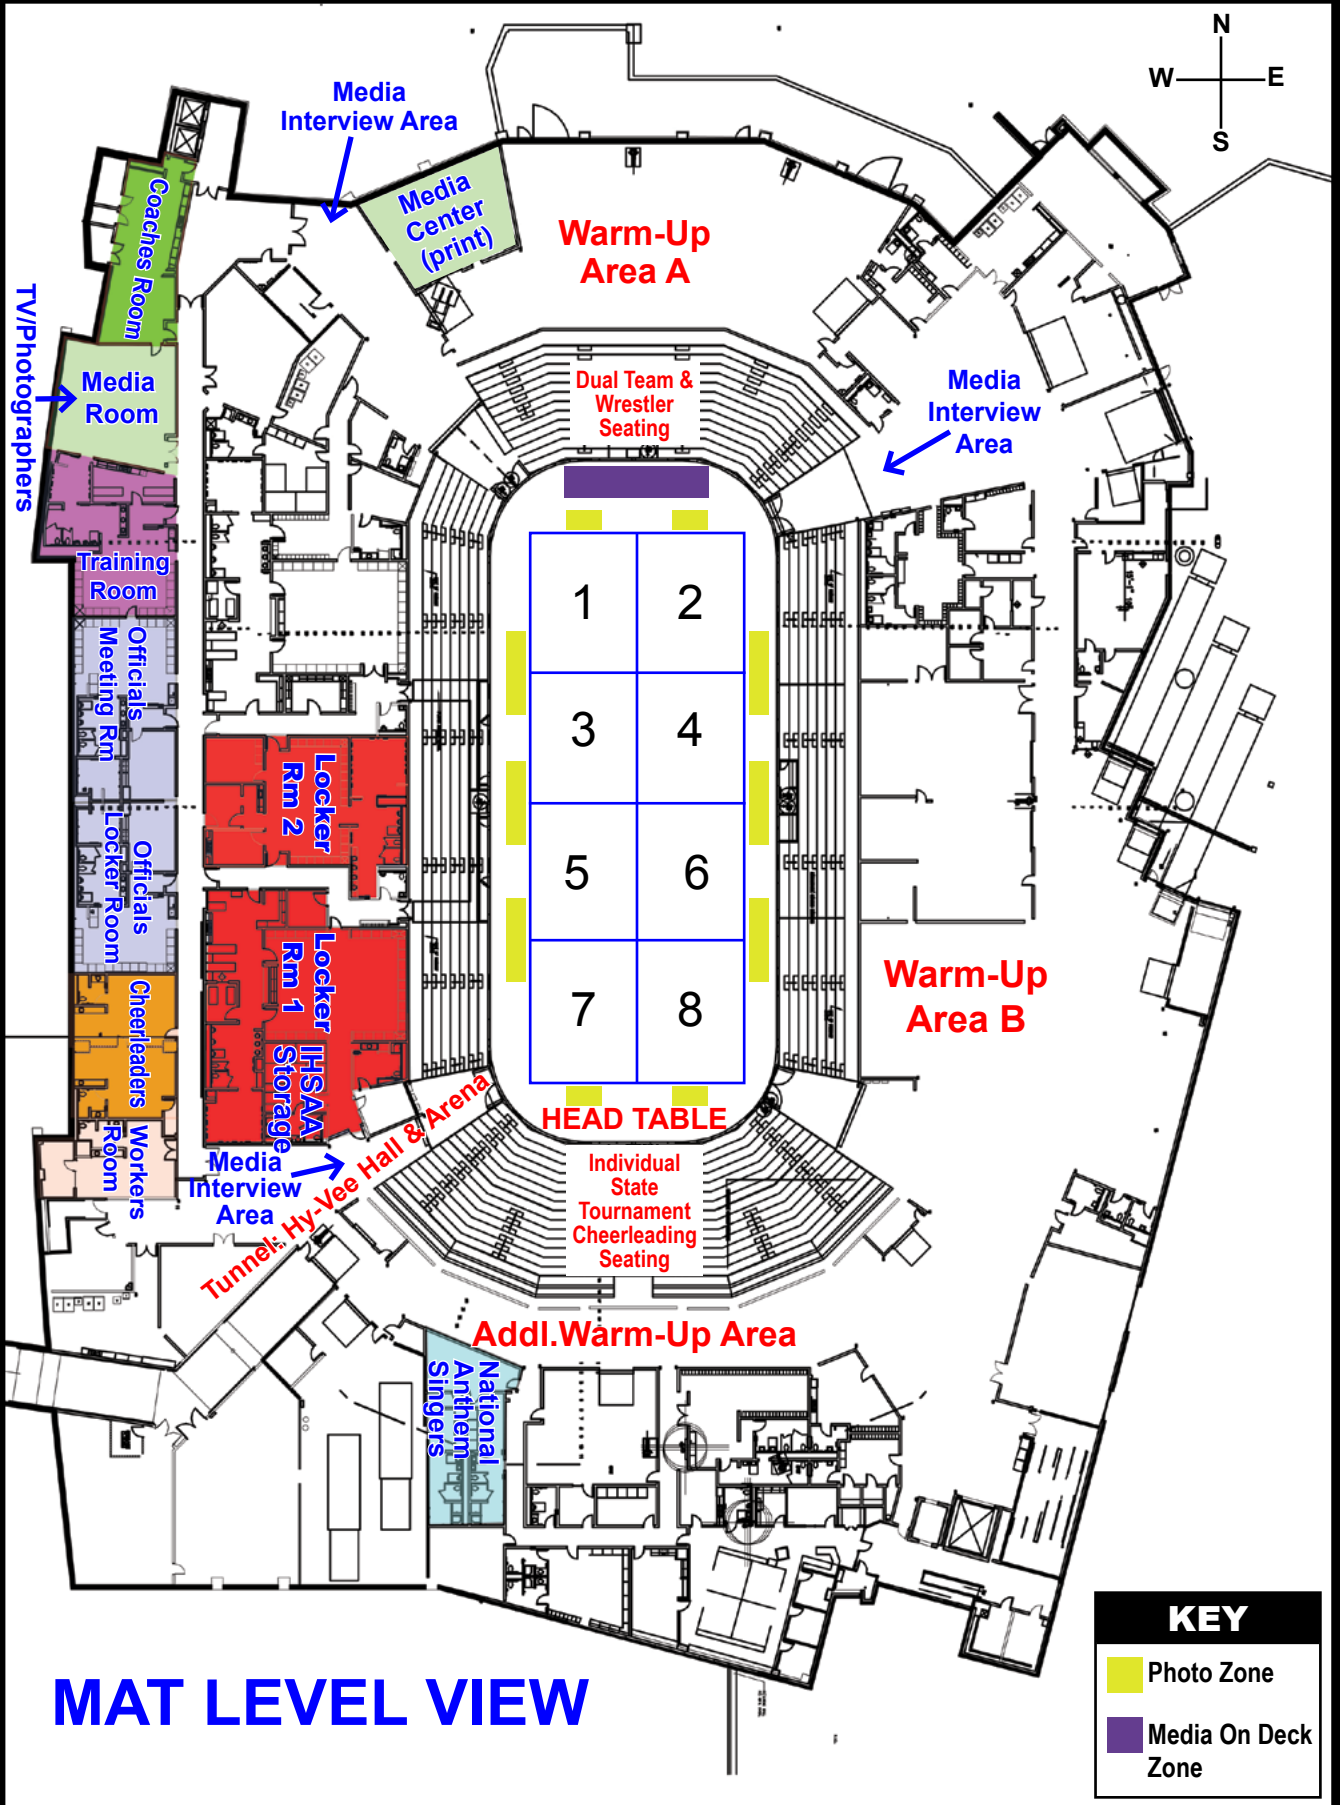 N
W E
S
Media
Interview Area
Media
Center
(print)
Warm-Up
Area A
Coaches Room
TV/Photographers
Media
Room
Dual Team &
Wrestler
Seating
Media
Interview
Area
Training
Room
1 2
3 4
5 6
7 8
Officials
Meeting Rm
Locker
Rm 2
Officials
Locker Room
Locker
Rm 1
Warm-Up
Area B
Cheerleaders
IHSAA
Storage
HEAD TABLE
Workers
Room
Media
Interview
Area
Tunnel: Hy-Vee Hall & Arena
Individual
State
Tournament
Cheerleading
Seating
Addl.Warm-Up Area
National
Anthem
Singers
MAT LEVEL VIEW
KEY
Photo Zone
Media On Deck
Zone